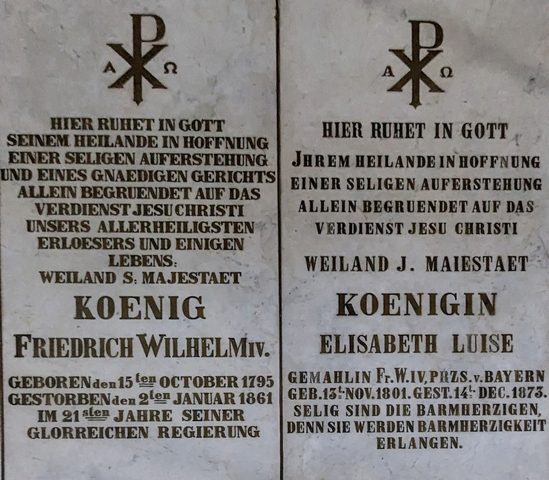 Α Ω
HIER RUHET IN GOTT
SEINEM HEILANDE IN HOFFNUNG
EINER SELIGEN AUFERSTEHUNG
UND EINES GNAEDIGEN GERICHTS
ALLEIN BEGRUENDET AUF DAS
VERDIENST JESU CHRISTI
UNSERS ALLERHEILIGSTEN
ERLOESERS UND EINIGEN
LEBENS:
WEILAND S: MAJESTAET
KOENIG
FRIEDRICH WILHELM IV.
GEBOREN den 15ten OCTOBER 1795
GESTORBEN den 2ten JANUAR 1861
IM 21sten JAHRE SEINER
GLORREICHEN REGIERUNG
Α Ω
HIER RUHET IN GOTT
JHREM HEILANDE IN HOFFNUNG
EINER SELIGEN AUFERSTEHUNG
ALLEIN BEGRUENDET AUF DAS
VERDIENST JESU CHRISTI
WEILAND J. MAIESTAET
KOENIGIN
ELISABETH LUISE
GEMAHLIN Fr. W. IV, PRZS. v. BAYERN
GEB. 13t. NOV. 1801. GEST. 14t. DEC. 1873.
SELIG SIND DIE BARMHERZIGEN,
DENN SIE WERDEN BARMHERZIGKEIT
ERLANGEN.